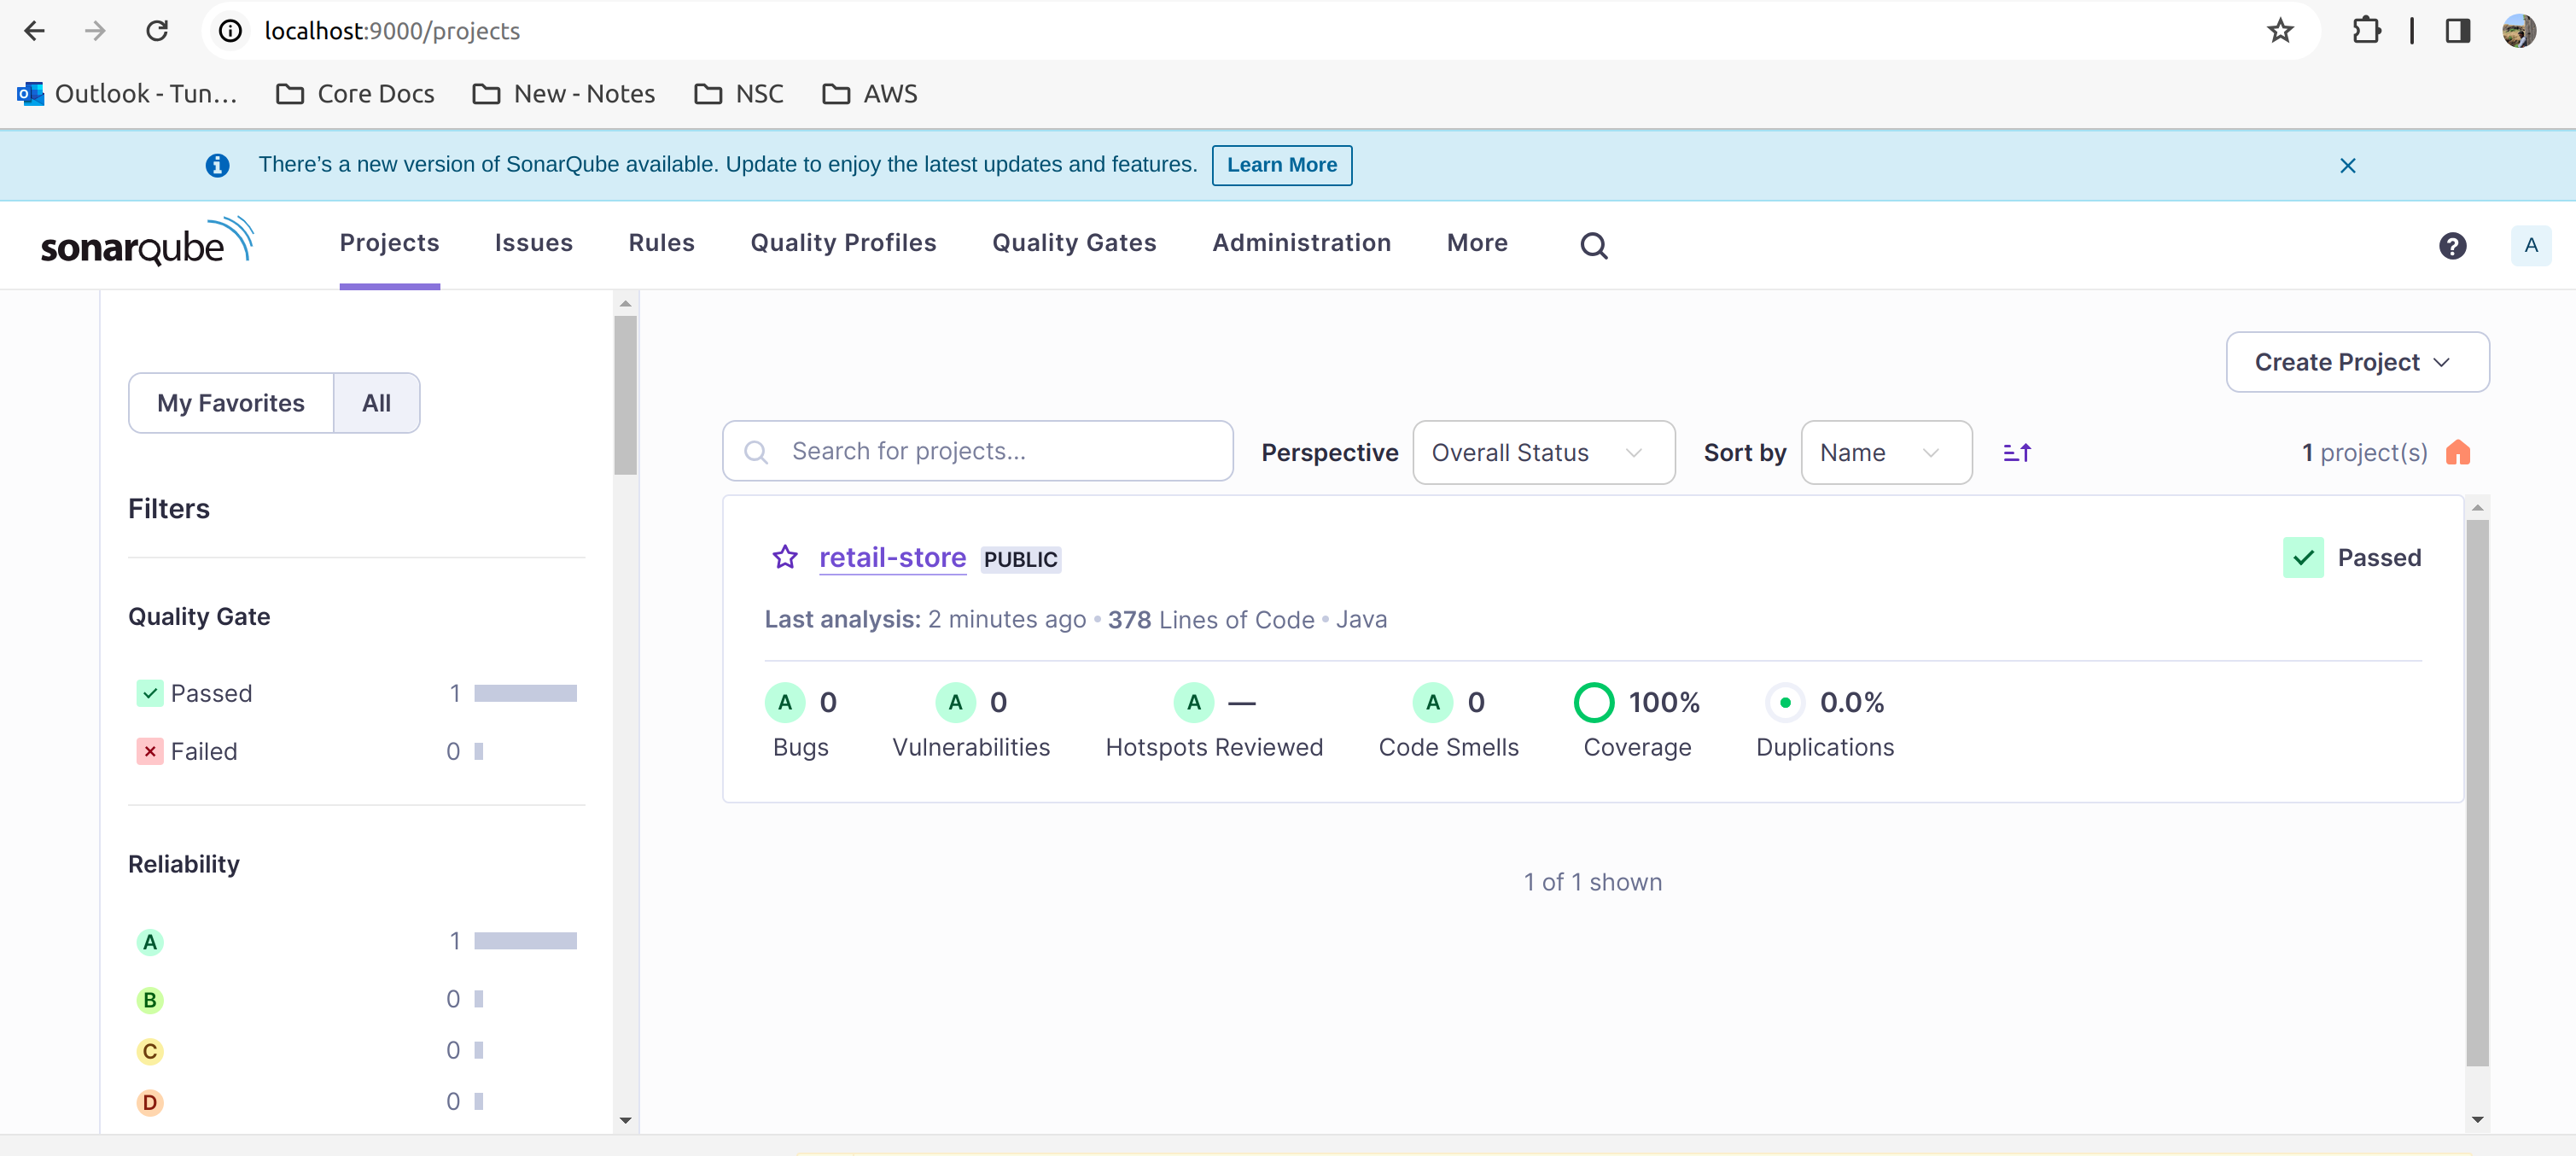 localhost:9000/projects
Outlook - Tun...
Core Docs
New - Notes
NSC
AWS
There's a new version of SonarQube available. Update to enjoy the latest updates and features.
Learn More
sonarqube
Projects
Issues
Rules
Quality Profiles
Quality Gates
Administration
More
A
My Favorites
All
Filters
Quality Gate
Passed 1
Failed 0
Reliability
A 1
B 0
C 0
D 0
Create Project
Search for projects...
Perspective
Overall Status
Sort by
Name
1 project(s)
retail-store PUBLIC
Passed
Last analysis: 2 minutes ago • 378 Lines of Code • Java
A 0
Bugs
A 0
Vulnerabilities
A —
Hotspots Reviewed
A 0
Code Smells
100%
Coverage
0.0%
Duplications
1 of 1 shown